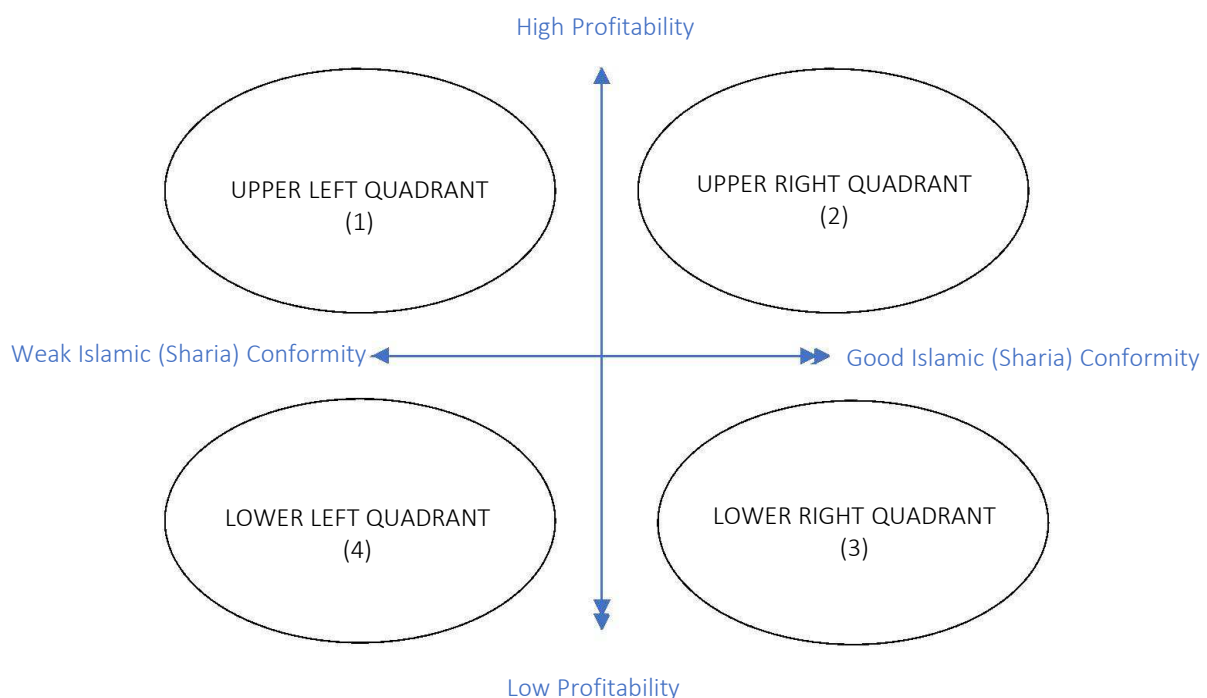 High Profitability
UPPER LEFT QUADRANT
(1)
UPPER RIGHT QUADRANT
(2)
Weak Islamic (Sharia) Conformity
Good Islamic (Sharia) Conformity
LOWER LEFT QUADRANT
(4)
LOWER RIGHT QUADRANT
(3)
Low Profitability